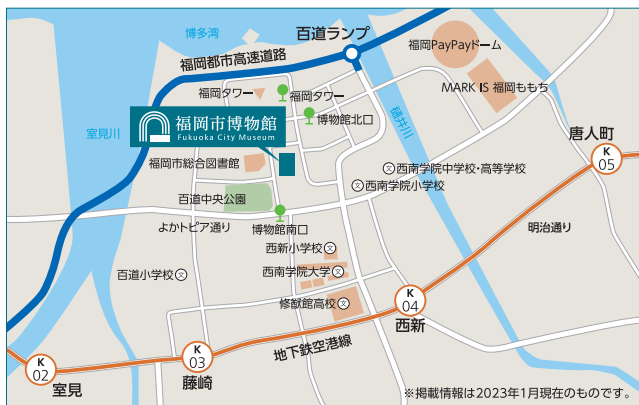 博多湾
百道ランプ
福岡都市高速道路
福岡PayPayドーム
福岡タワー
福岡タワー
MARK IS 福岡ももち
室見川
福岡市博物館
Fukuoka City Museum
博物館北口
樋井川
唐人町
K
05
福岡市総合図書館
文 西南学院中学校・高等学校
文 西南学院小学校
百道中央公園
よかトピア通り
博物館南口
明治通り
西新小学校 文
百道小学校 文
西南学院大学 文
修猷館高校 文
K
04
西新
地下鉄空港線
K
03
藤崎
K
02
室見
※掲載情報は2023年1月現在のものです。